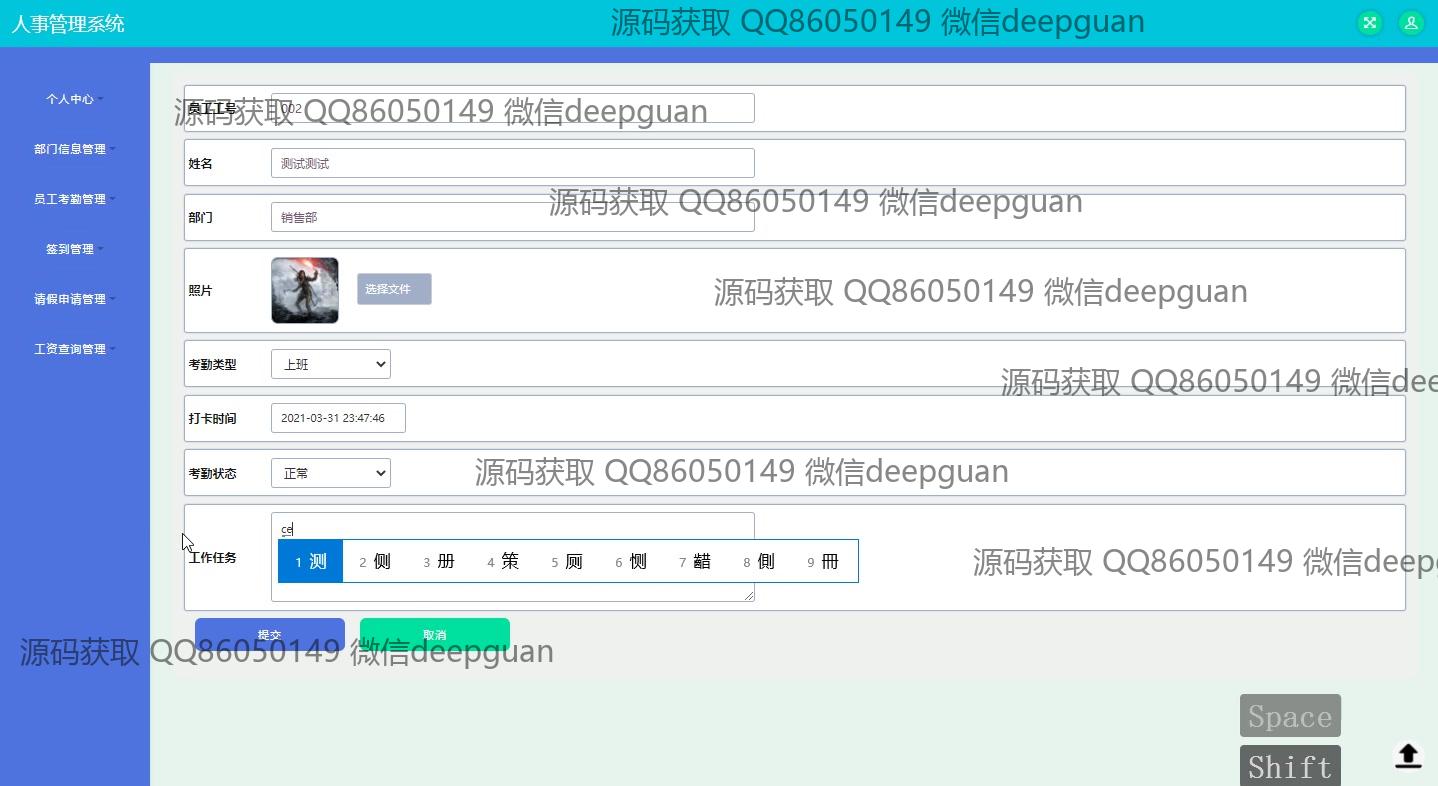 人事管理系统
源码获取 QQ86050149 微信deepguan
个人中心
部门信息管理
员工考勤管理
签到管理
请假申请管理
工资查询管理
员工工号 002
源码获取 QQ86050149 微信deepguan
姓名 测试测试
部门 销售部
源码获取 QQ86050149 微信deepguan
照片 选择文件
源码获取 QQ86050149 微信deepguan
考勤类型 上班
源码获取 QQ86050149 微信dee
打卡时间 2021-03-31 23:47:46
考勤状态 正常
源码获取 QQ86050149 微信deepguan
工作任务 ce
1 测 2 侧 3 册 4 策 5 厕 6 恻 7 齰 8 側 9 冊
源码获取 QQ86050149 微信deepg
提交 取消
源码获取 QQ86050149 微信deepguan
Space
Shift